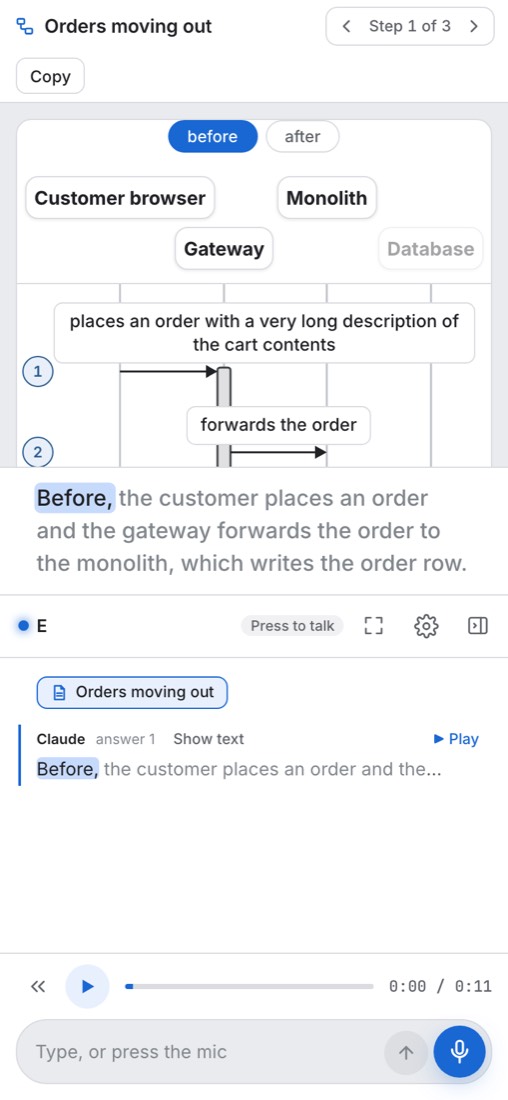 Orders moving out
Step 1 of 3
Copy
before
after
Customer browser
Monolith
Gateway
Database
places an order with a very long description of
the cart contents
1
forwards the order
2
Before, the customer places an order
and the gateway forwards the order to
the monolith, which writes the order row.
E
Press to talk
Orders moving out
Claude answer 1 Show text
Play
Before, the customer places an order and the...
0:00 / 0:11
Type, or press the mic